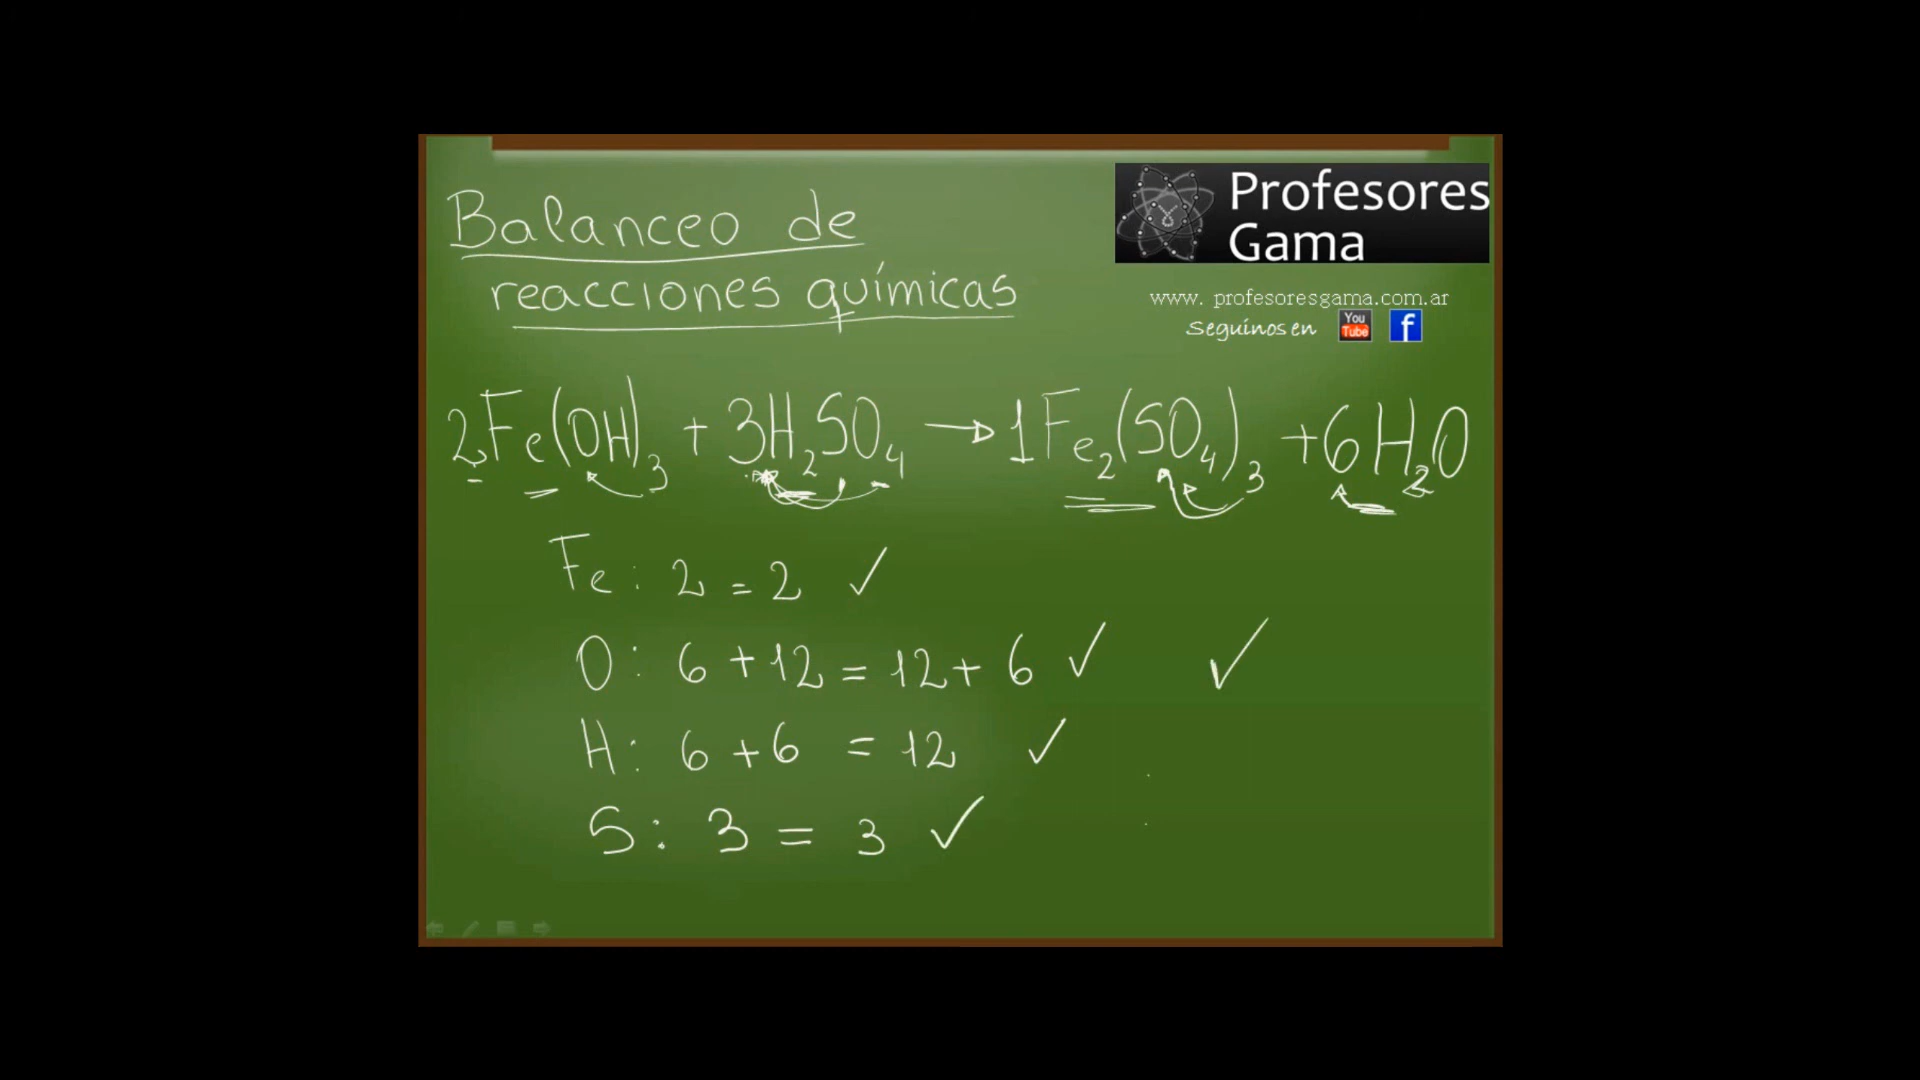 Balanceo de
reacciones químicas
Profesores
Gama
www. profesoresgama.com.ar
Seguinos en You Tube f
2Fe(OH)₃ + 3H₂SO₄ → 1Fe₂(SO₄)₃ + 6H₂O
Fe: 2 = 2 ✓
O: 6 + 12 = 12 + 6 ✓ ✓
H: 6 + 6 = 12 ✓
S: 3 = 3 ✓